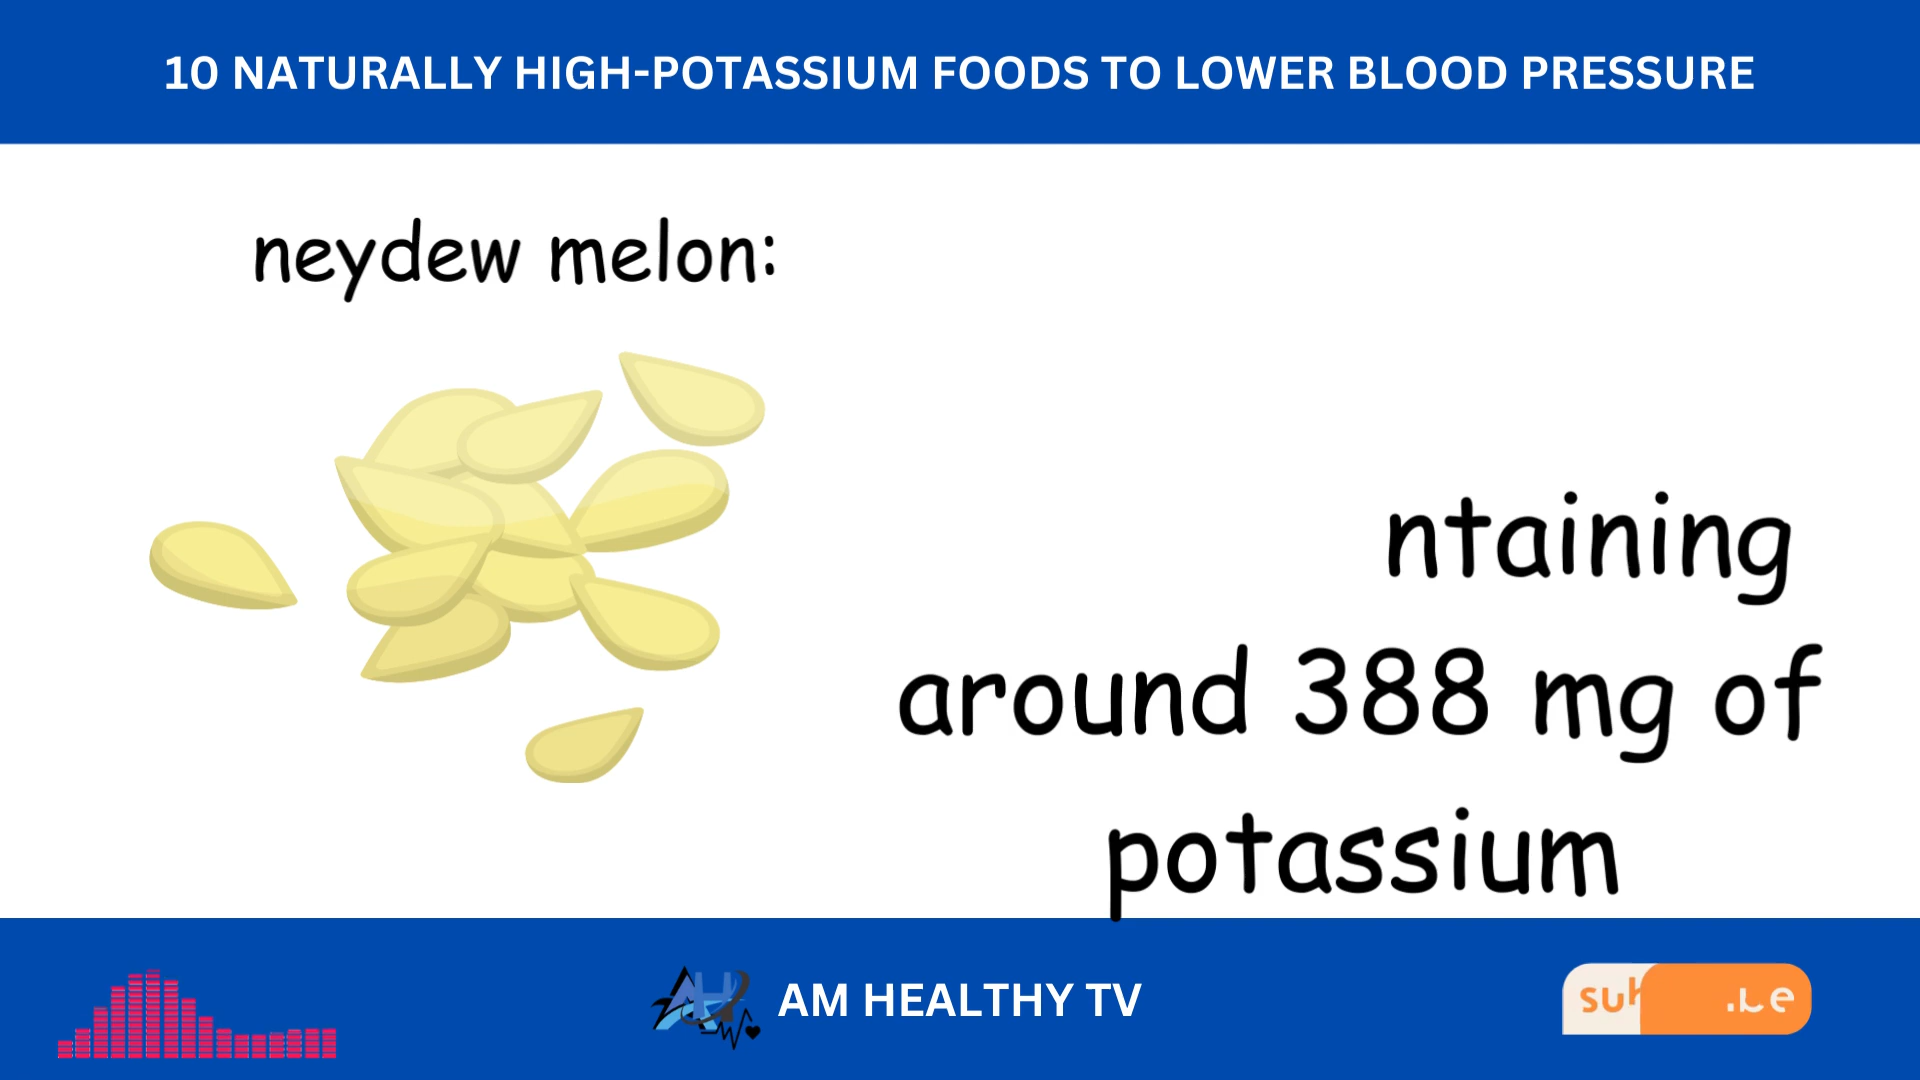 10 NATURALLY HIGH-POTASSIUM FOODS TO LOWER BLOOD PRESSURE
neydew melon:
ntaining
around 388 mg of
potassium
AM HEALTHY TV